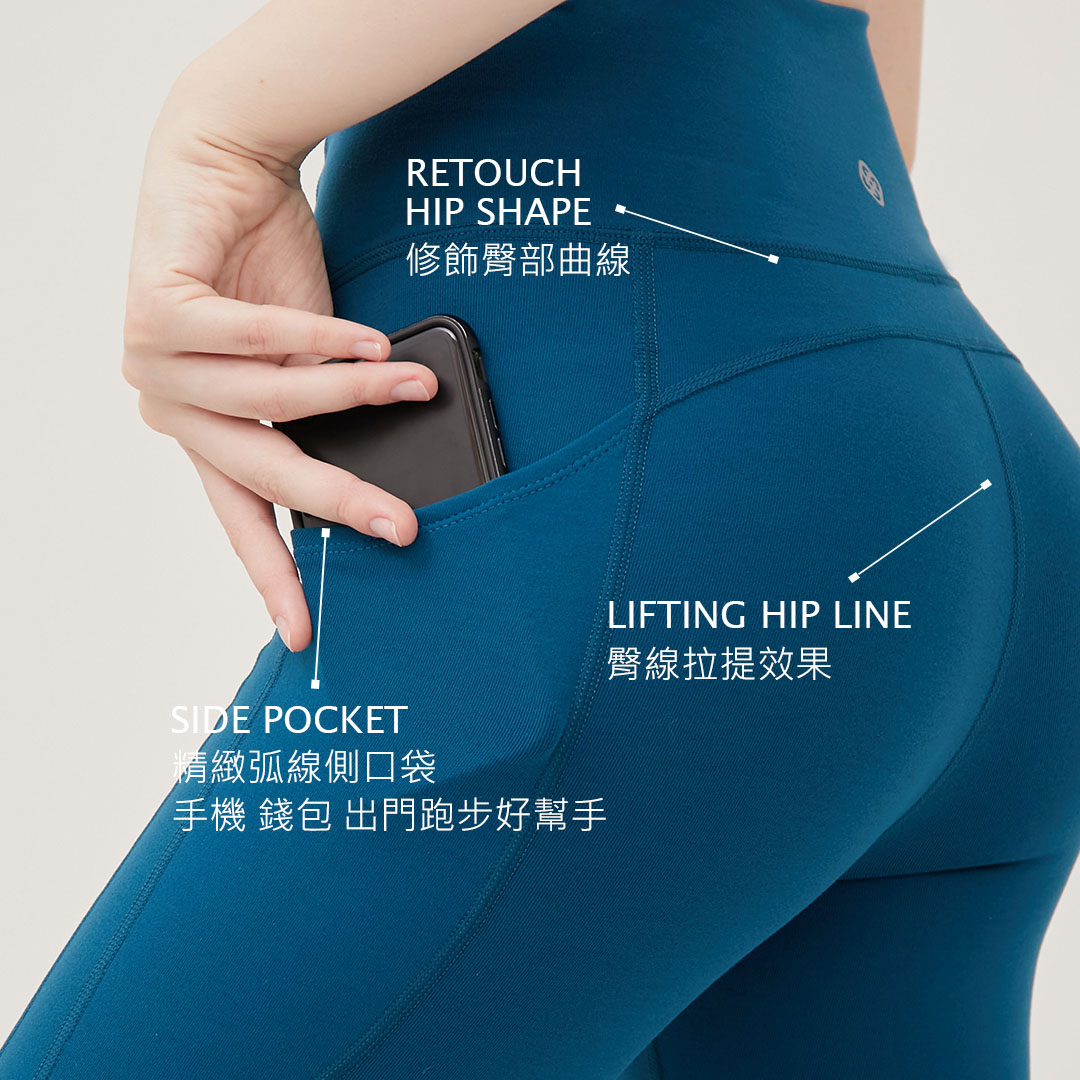 RETOUCH
HIP SHAPE
修飾臀部曲線
LIFTING HIP LINE
臀線拉提效果
SIDE POCKET
精緻弧線側口袋
手機 錢包 出門跑步好幫手